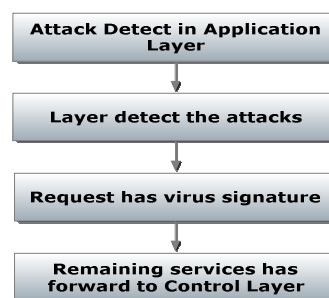 Attack Detect in Application
Layer
Layer detect the attacks
Request has virus signature
Remaining services has
forward to Control Layer